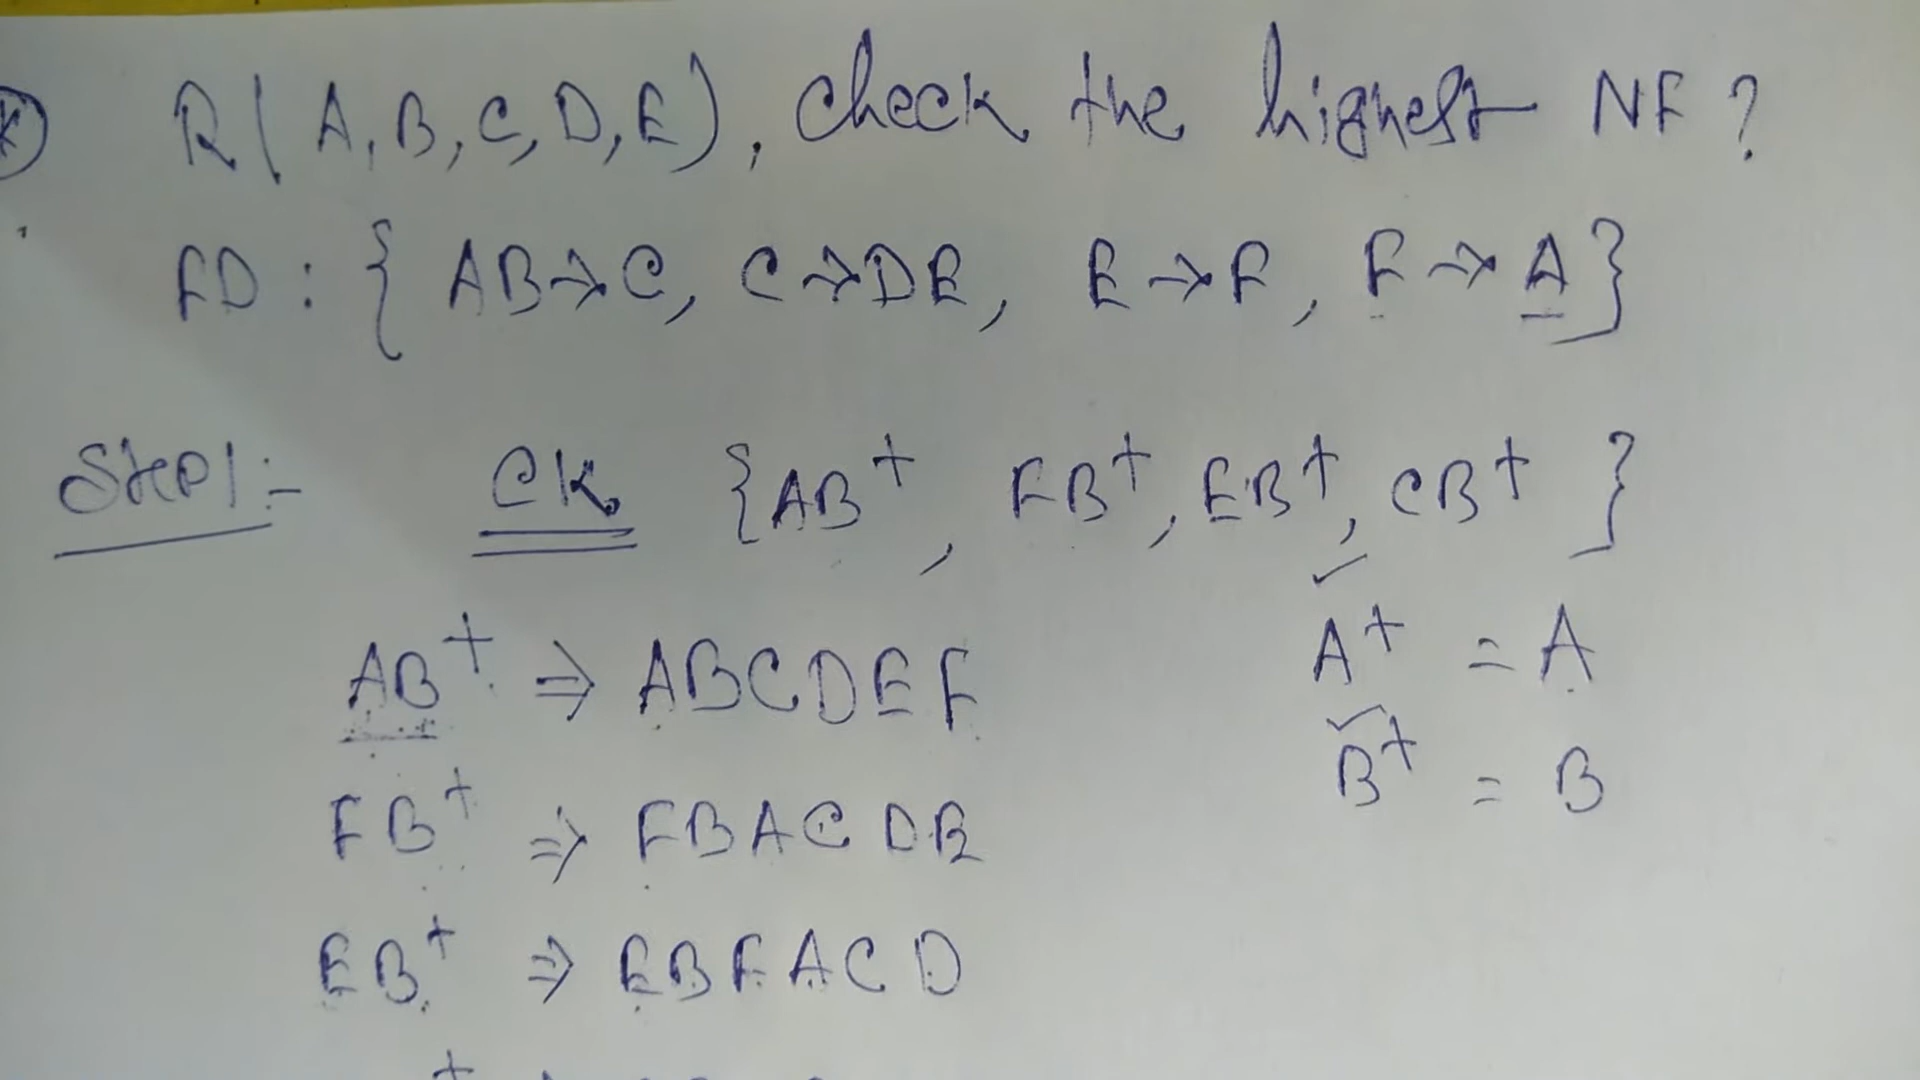 R(A,B,C,D,E), Check the highest NF?
FD : { AB→C, C→DE, E→F, F→A }
Step1:- CK {AB⁺, FB⁺, EB⁺, CB⁺ }
AB⁺ ⇒ ABCDEF
A⁺ = A
B⁺ = B
FB⁺ ⇒ FBACDE
EB⁺ ⇒ EBFACD